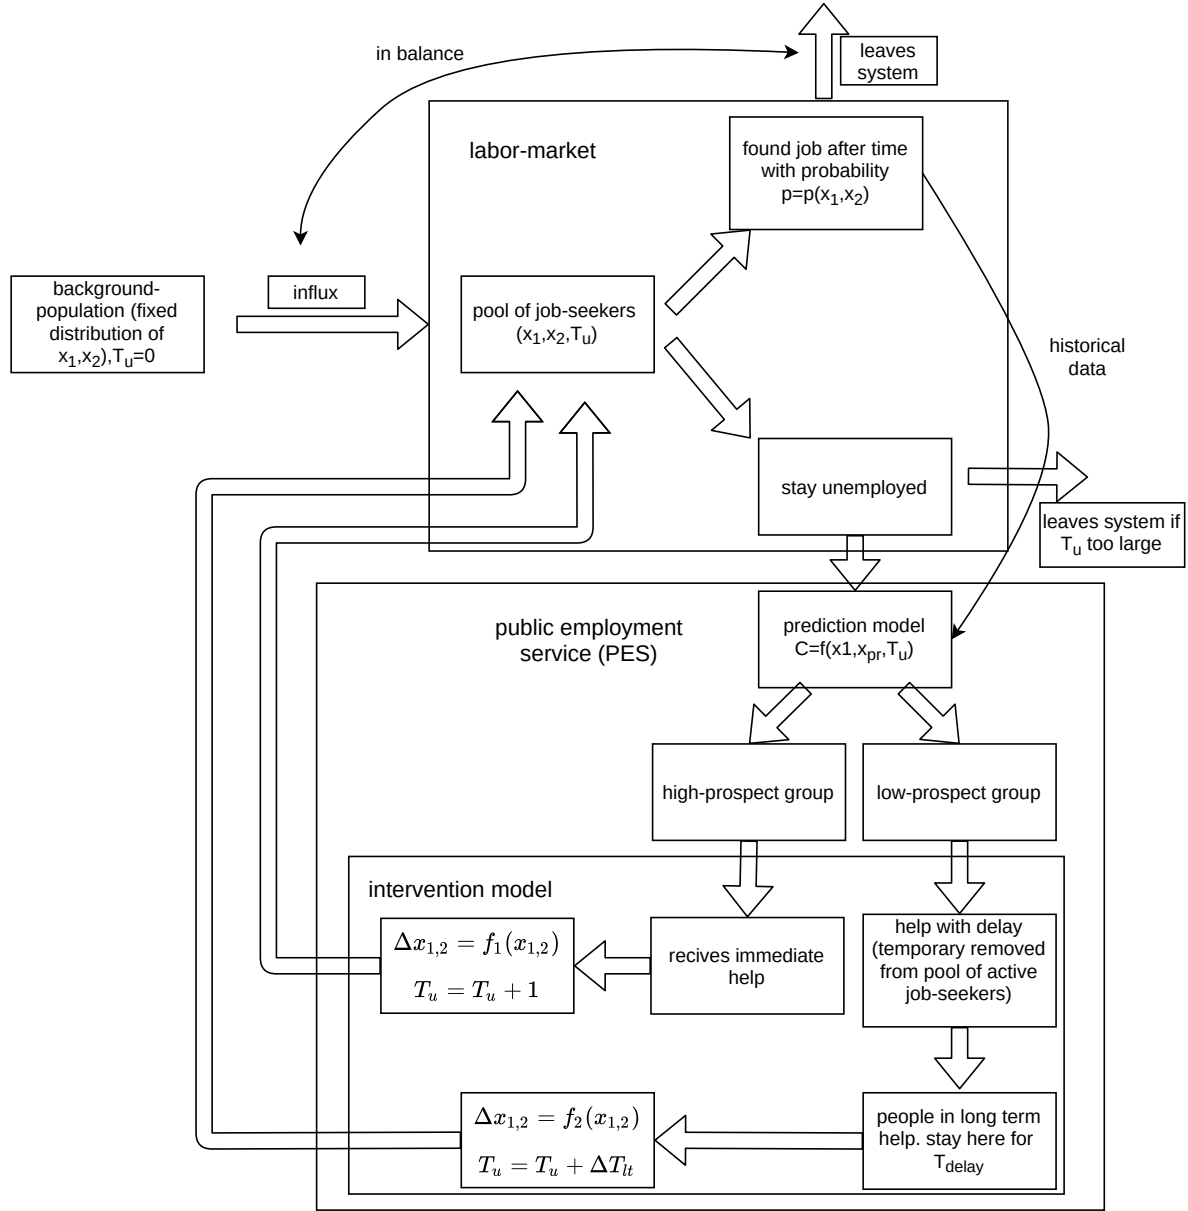 in balance
leaves
system
labor-market
found job after time
with probability
p=p(x₁,x₂)
background-
population (fixed
distribution of
x₁,x₂),Tᵤ=0
influx
pool of job-seekers
(x₁,x₂,Tᵤ)
historical
data
stay unemployed
leaves system if
Tᵤ too large
public employment
service (PES)
prediction model
C=f(x1,x_pr,Tᵤ)
high-prospect group
low-prospect group
intervention model
Δx₁,₂ = f₁(x₁,₂)
Tᵤ = Tᵤ + 1
recives immediate
help
help with delay
(temporary removed
from pool of active
job-seekers)
Δx₁,₂ = f₂(x₁,₂)
Tᵤ = Tᵤ + ΔT_lt
people in long term
help. stay here for
T_delay